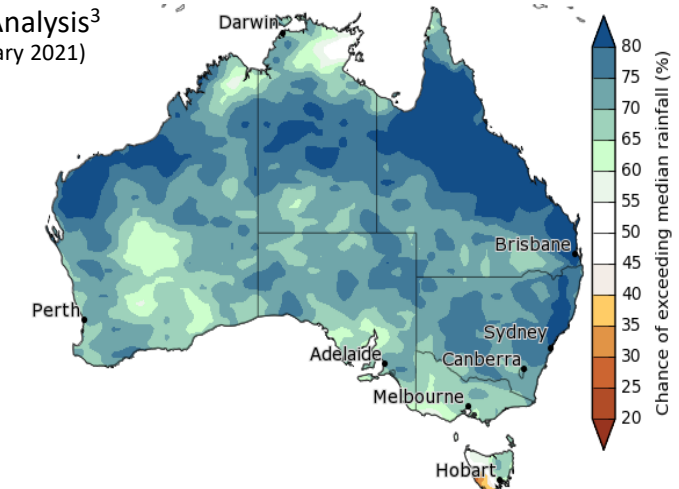 Analysis³
ary 2021)
Darwin
Brisbane
Perth
Sydney
Adelaide
Canberra
Melbourne
Hobart
80
75
70
65
60
55
50
45
40
35
30
25
20
Chance of exceeding median rainfall (%)